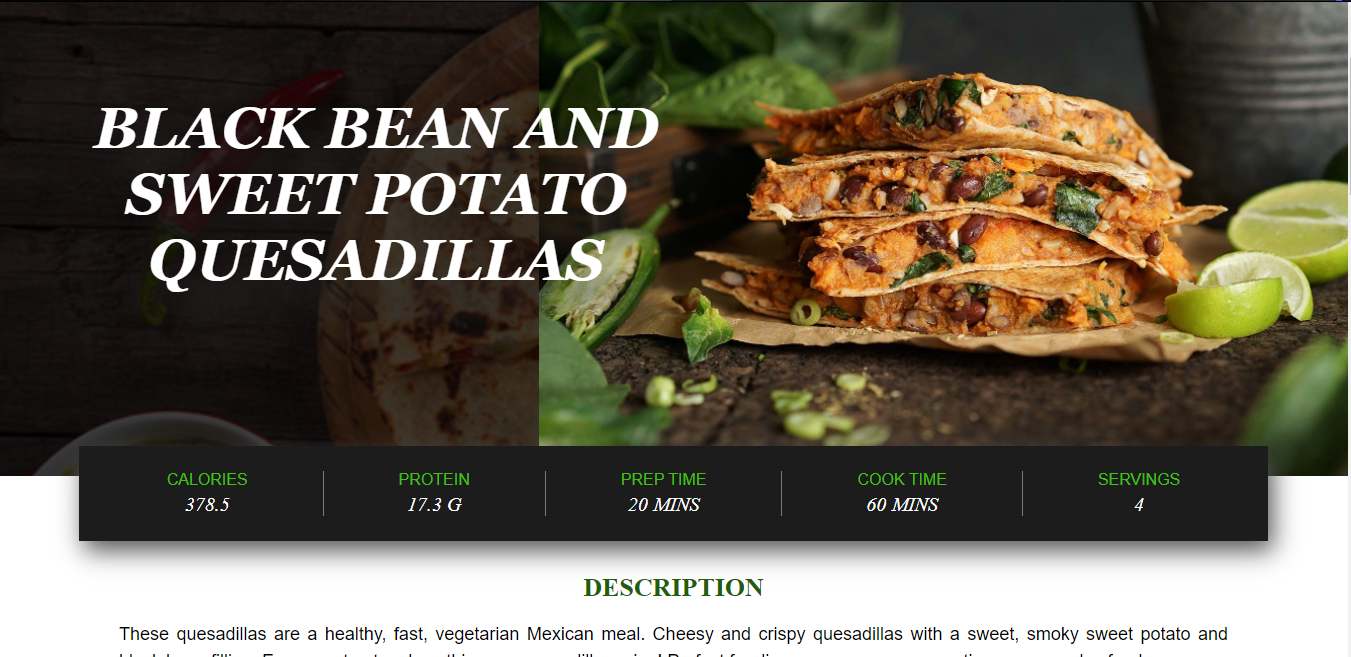 BLACK BEAN AND
SWEET POTATO
QUESADILLAS
CALORIES
378.5
PROTEIN
17.3 G
PREP TIME
20 MINS
COOK TIME
60 MINS
SERVINGS
4
DESCRIPTION
These quesadillas are a healthy, fast, vegetarian Mexican meal. Cheesy and crispy quesadillas with a sweet, smoky sweet potato and